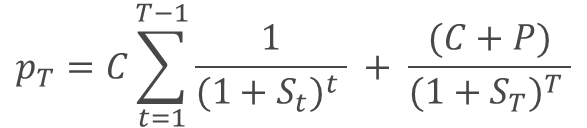 p_T = C \sum_{t=1}^{T-1} \frac{1}{(1 + S_t)^t} + \frac{(C + P)}{(1 + S_T)^T}